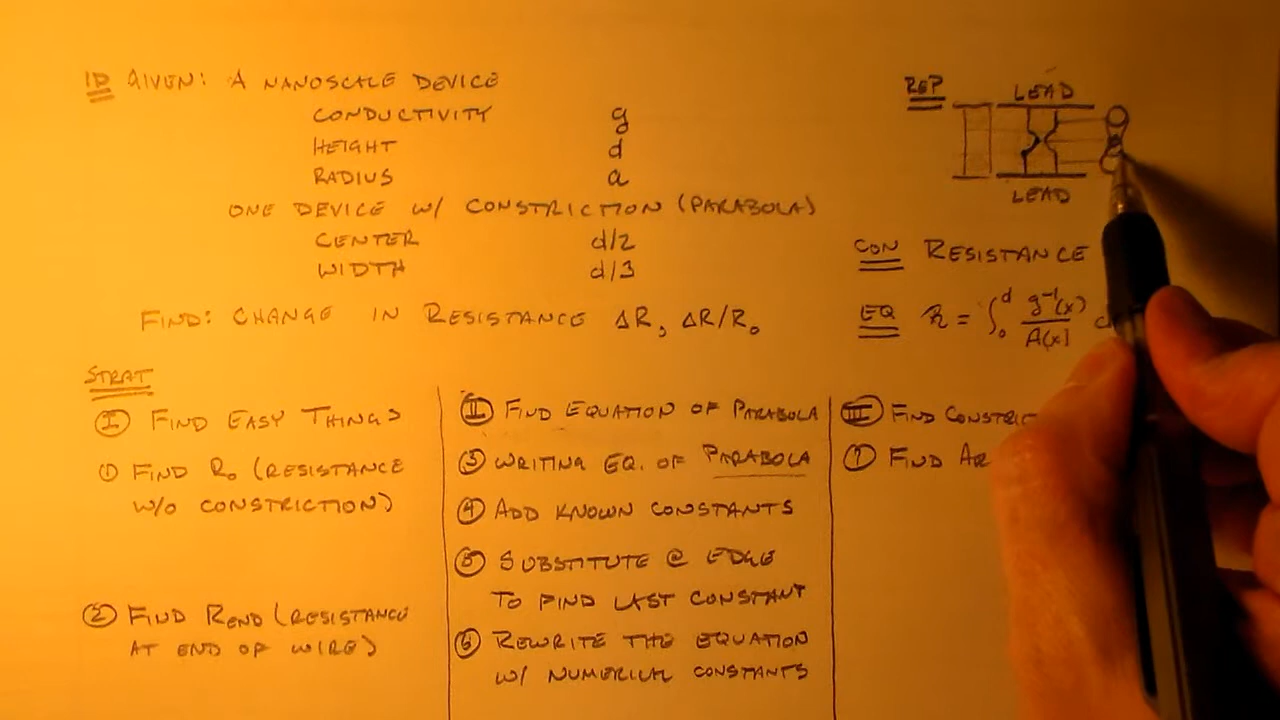 ID GIVEN: A NANOSCALE DEVICE
CONDUCTIVITY g
HEIGHT d
RADIUS a
ONE DEVICE W/ CONSTRICTION (PARABOLA)
CENTER d/2
WIDTH d/3
FIND: CHANGE IN RESISTANCE ΔR, ΔR/R₀
REP
LEAD
LEAD
CON RESISTANCE
EQ R = ∫₀ᵈ g⁻¹(x)/A(x)
STRAT
Ⓘ FIND EASY THINGS
① FIND R₀ (RESISTANCE
W/O CONSTRICTION)
② FIND REND (RESISTANCE
AT END OF WIRE)
Ⅱ FIND EQUATION OF PARABOLA
③ WRITING EQ. OF PARABOLA
④ ADD KNOWN CONSTANTS
⑤ SUBSTITUTE @ EDGE
TO FIND LAST CONSTANT
⑥ REWRITE THE EQUATION
W/ NUMERICAL CONSTANTS
Ⅲ FIND CONSTRIC
⑦ FIND AR